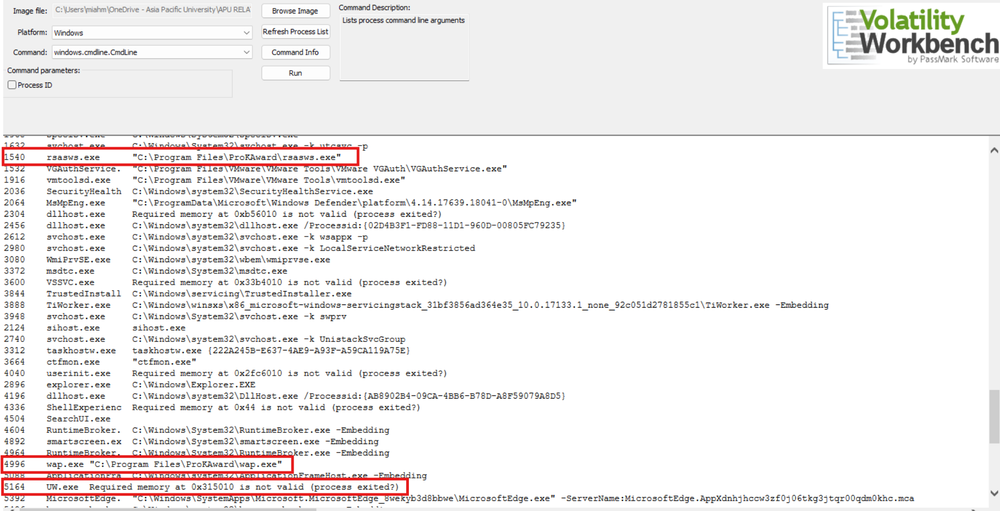 Image file: C:\Users\miahm\OneDrive - Asia Pacific University\APU RELA
Browse Image
Command Description:
Lists process command line arguments
Platform: Windows
Refresh Process List
Command: windows.cmdline.CmdLine
Command Info
Command parameters:
Run
Process ID
Volatility
Workbench
by PassMark Software
1632 svchost.exe C:\Windows\System32\svchost.exe -k utcsvc -p
1540 rsasws.exe "C:\Program Files\ProKAward\rsasws.exe"
1532 VGAuthService. "C:\Program Files\VMware\VMware Tools\VMware VGAuth\VGAuthService.exe"
1916 vmtoolsd.exe "C:\Program Files\VMware\VMware Tools\vmtoolsd.exe"
2036 SecurityHealth C:\Windows\system32\SecurityHealthService.exe
2064 MsMpEng.exe "C:\ProgramData\Microsoft\Windows Defender\platform\4.14.17639.18041-0\MsMpEng.exe"
2304 dllhost.exe Required memory at 0xb56010 is not valid (process exited?)
2456 dllhost.exe C:\Windows\system32\dllhost.exe /Processid:{02D4B3F1-FD88-11D1-960D-00805FC79235}
2612 svchost.exe C:\Windows\system32\svchost.exe -k wsappx -p
2980 svchost.exe C:\Windows\system32\svchost.exe -k LocalServiceNetworkRestricted
3080 WmiPrvSE.exe C:\Windows\system32\wbem\wmiprvse.exe
3372 msdtc.exe C:\Windows\System32\msdtc.exe
3600 VSSVC.exe Required memory at 0x33b4010 is not valid (process exited?)
3844 TrustedInstall C:\Windows\servicing\TrustedInstaller.exe
3888 TiWorker.exe C:\Windows\winsxs\x86_microsoft-windows-servicingstack_31bf3856ad364e35_10.0.17133.1_none_92c051d2781855c1\TiWorker.exe -Embedding
3948 svchost.exe C:\Windows\System32\svchost.exe -k swprv
2124 sihost.exe sihost.exe
2740 svchost.exe C:\Windows\system32\svchost.exe -k UnistackSvcGroup
3312 taskhostw.exe taskhostw.exe {222A245B-E637-4AE9-A93F-A59CA119A75E}
3664 ctfmon.exe "ctfmon.exe"
4040 userinit.exe Required memory at 0x2fc6010 is not valid (process exited?)
2896 explorer.exe C:\Windows\Explorer.EXE
4196 dllhost.exe C:\Windows\system32\DllHost.exe /Processid:{AB8902B4-09CA-4BB6-B78D-A8F59079A8D5}
4336 ShellExperienc Required memory at 0x44 is not valid (process exited?)
4504 SearchUI.exe
4604 RuntimeBroker. C:\Windows\System32\RuntimeBroker.exe -Embedding
4892 smartscreen.ex C:\Windows\System32\smartscreen.exe -Embedding
4964 RuntimeBroker. C:\Windows\System32\RuntimeBroker.exe -Embedding
4996 wap.exe "C:\Program Files\ProKAward\wap.exe"
5088 ApplicationFra C:\Windows\system32\ApplicationFrameHost.exe -Embedding
5164 UW.exe Required memory at 0x315010 is not valid (process exited?)
5392 MicrosoftEdge. "C:\Windows\SystemApps\Microsoft.MicrosoftEdge_8wekyb3d8bbwe\MicrosoftEdge.exe" -ServerName:MicrosoftEdge.AppXdnhjhccw3zf0j06tkg3jtqr00qdm0khc.mca